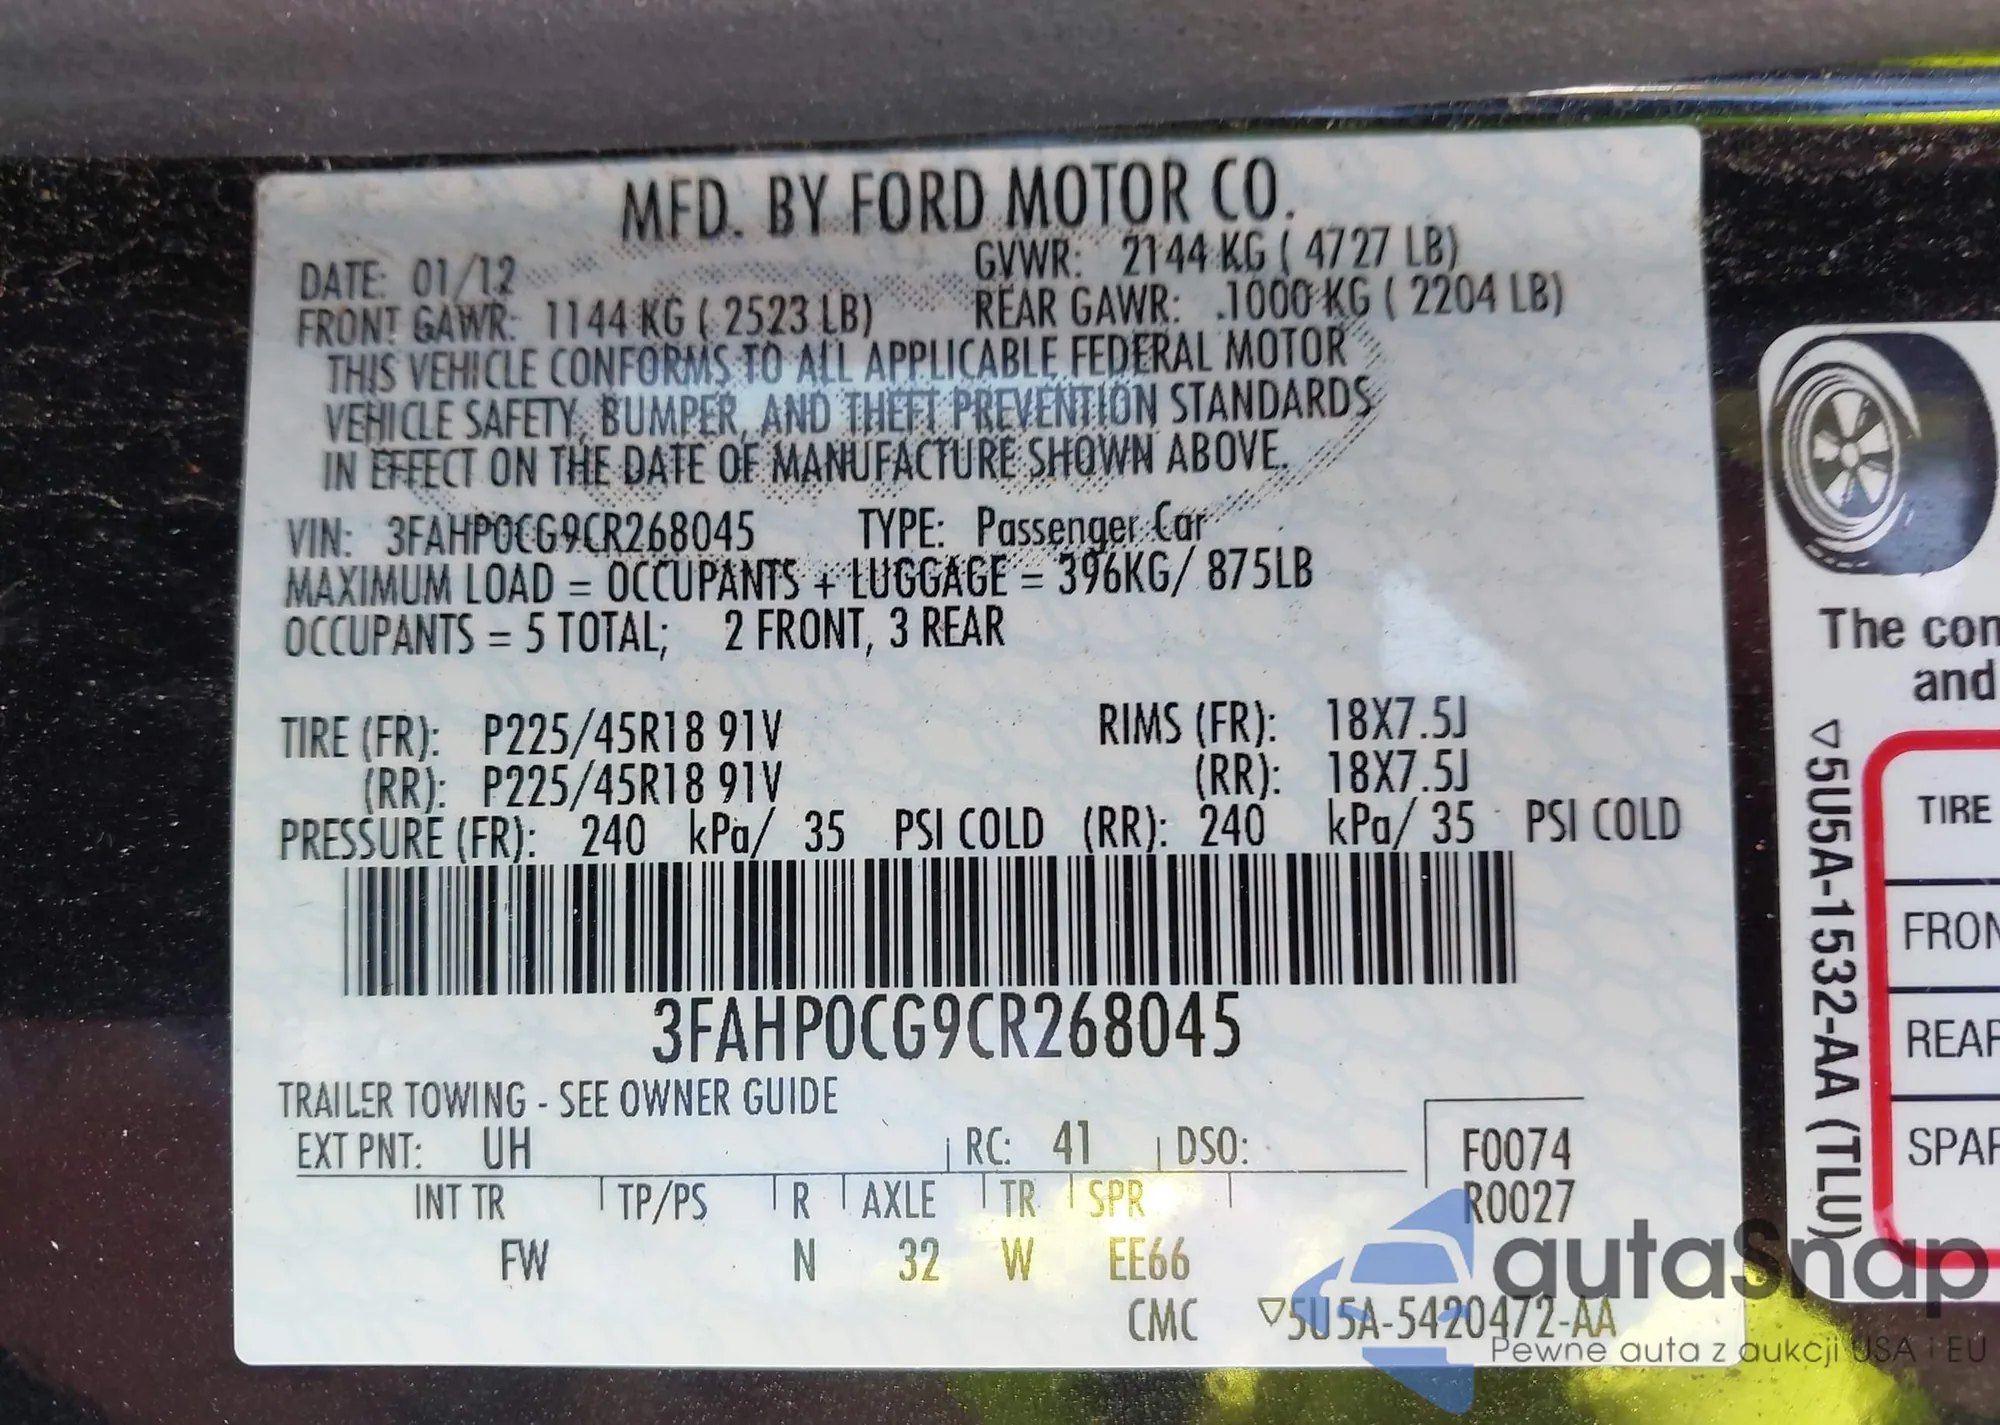 MFD. BY FORD MOTOR CO.
DATE: 01/12 GVWR: 2144 KG ( 4727 LB)
FRONT GAWR: 1144 KG ( 2523 LB) REAR GAWR: .1000 KG ( 2204 LB)
THIS VEHICLE CONFORMS TO ALL APPLICABLE FEDERAL MOTOR
VEHICLE SAFETY, BUMPER, AND THEFT PREVENTION STANDARDS
IN EFFECT ON THE DATE OF MANUFACTURE SHOWN ABOVE.
VIN: 3FAHP0CG9CR268045 TYPE: Passenger Car
MAXIMUM LOAD = OCCUPANTS + LUGGAGE = 396KG/ 875LB
OCCUPANTS = 5 TOTAL; 2 FRONT, 3 REAR
TIRE (FR): P225/45R18 91V RIMS (FR): 18X7.5J
(RR): P225/45R18 91V (RR): 18X7.5J
PRESSURE (FR): 240 kPa/ 35 PSI COLD (RR): 240 kPa/ 35 PSI COLD
3FAHP0CG9CR268045
TRAILER TOWING - SEE OWNER GUIDE
EXT PNT: UH RC: 41 DSO: F0074
INT TR TP/PS R AXLE TR SPR R0027
FW N 32 W EE66
CMC ▽5U5A-5420472-AA
The con
and
▽5U5A-1532-AA (TLU)
TIRE
FRON
REAR
SPAR
autaSnap
Pewne auta z aukcji USA i EU